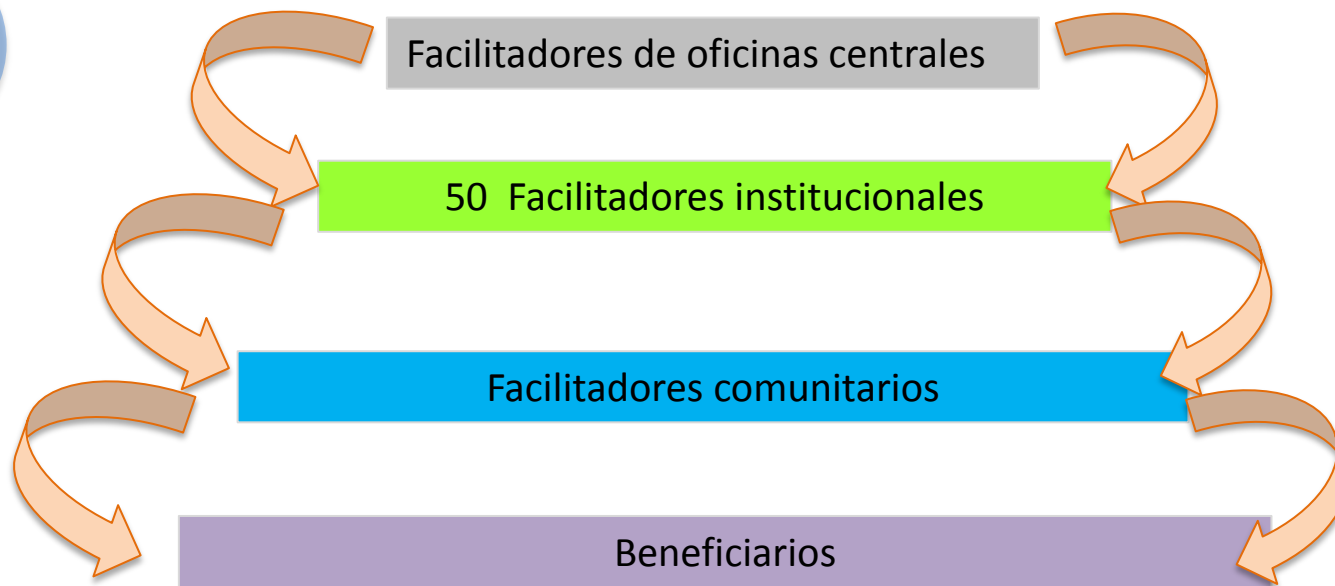 Facilitadores de oficinas centrales
50 Facilitadores institucionales
Facilitadores comunitarios
Beneficiarios